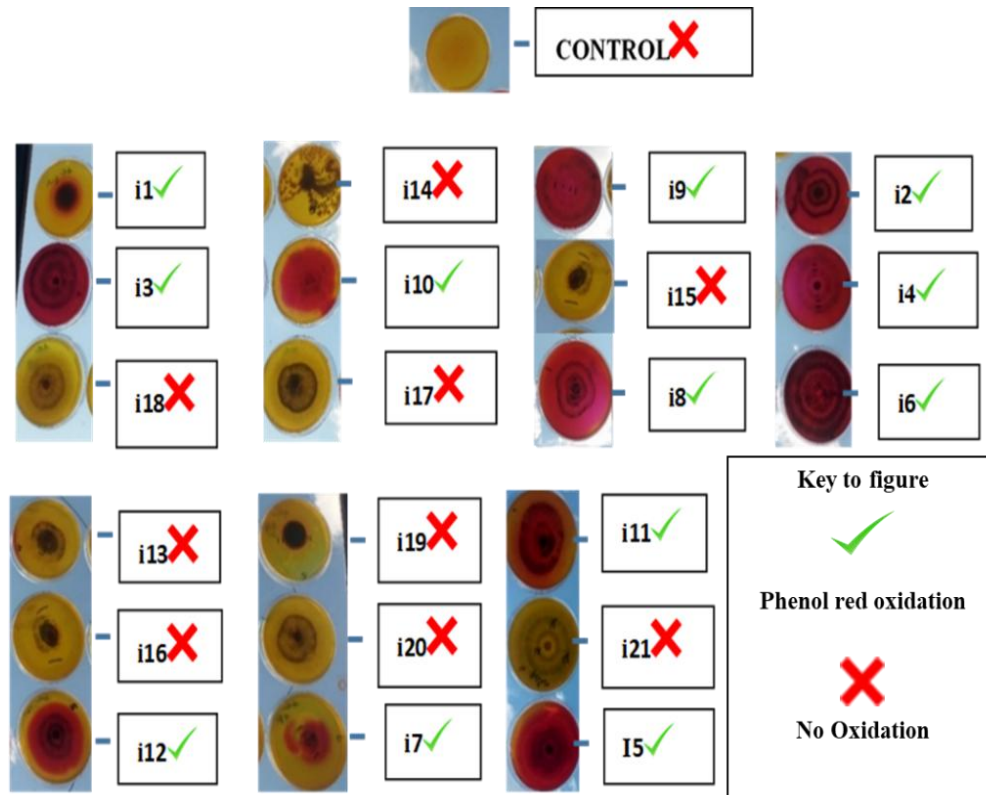 CONTROL
i1
i14
i9
i2
i3
i10
i15
i4
i18
i17
i8
i6
Key to figure
Phenol red oxidation
No Oxidation
i13
i19
i11
i16
i20
i21
i12
i7
I5